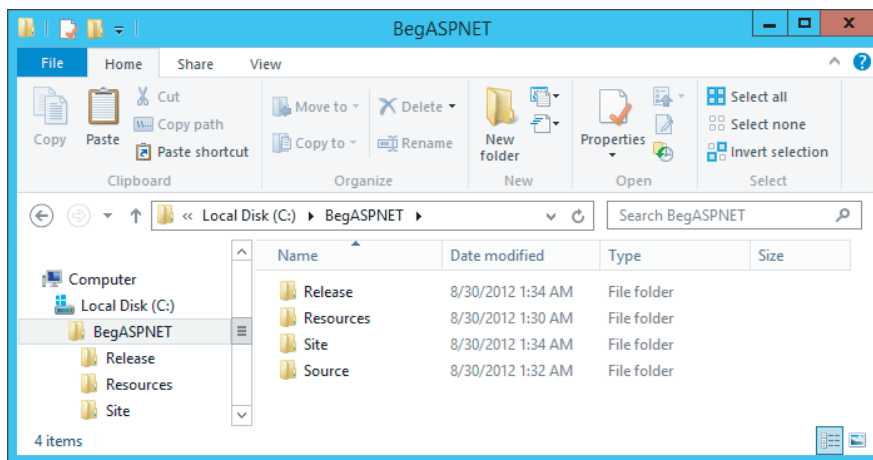 BegASPNET
File Home Share View
Copy
Paste
Cut
Copy path
Paste shortcut
Clipboard
Move to
Copy to
Delete
Rename
Organize
New folder
New
Properties
Open
Select all
Select none
Invert selection
Select
« Local Disk (C:) BegASPNET
Search BegASPNET
Computer
Local Disk (C:)
BegASPNET
Release
Resources
Site
Name Date modified Type Size
Release 8/30/2012 1:34 AM File folder
Resources 8/30/2012 1:30 AM File folder
Site 8/30/2012 1:34 AM File folder
Source 8/30/2012 1:32 AM File folder
4 items